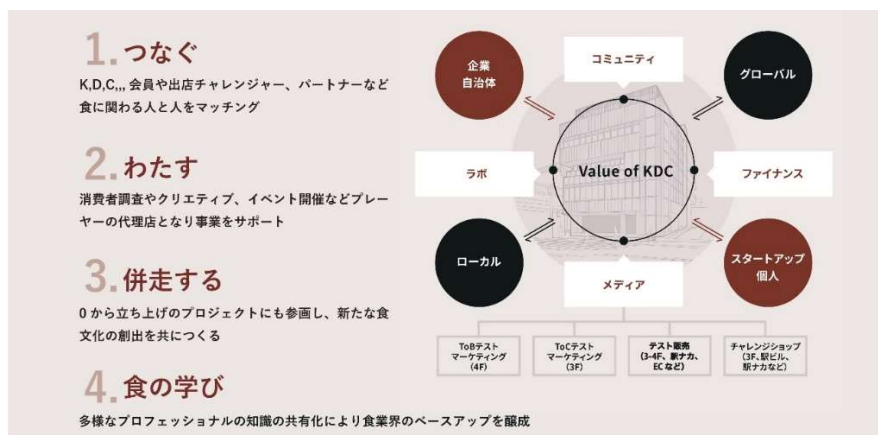 1. つなぐ
K,D,C,,, 会員や出店チャレンジャー、パートナーなど
食に関わる人と人をマッチング
2. わたす
消費者調査やクリエティブ、イベント開催などプレー
ヤーの代理店となり事業をサポート
3. 併走する
0 から立ち上げのプロジェクトにも参画し、新たな食
文化の創出を共につくる
4. 食の学び
多様なプロフェッショナルの知識の共有化により食業界のベースアップを醸成
企業
自治体
コミュニティ
グローバル
ラボ
Value of KDC
ファイナンス
ローカル
メディア
スタートアップ
個人
ToBテスト
マーケティング
(4F)
ToCテスト
マーケティング
(3F)
テスト販売
(3-4F、駅ナカ、
ECなど)
チャレンジショップ
(3F、駅ビル、
駅ナカなど)